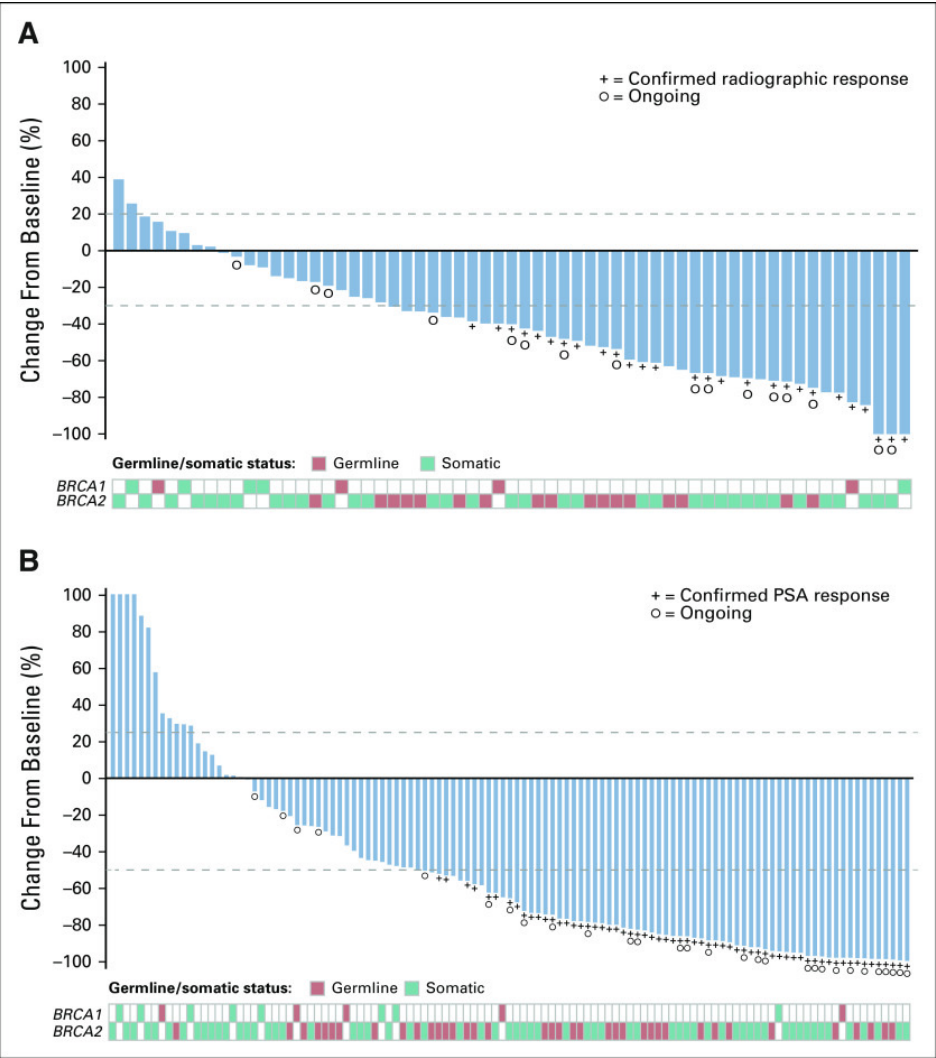 A
100
80
60
40
20
0
−20
−40
−60
−80
−100
Change From Baseline (%)
+ = Confirmed radiographic response
O = Ongoing
Germline/somatic status: Germline Somatic
BRCA1
BRCA2
B
100
80
60
40
20
0
−20
−40
−60
−80
−100
Change From Baseline (%)
+ = Confirmed PSA response
O = Ongoing
Germline/somatic status: Germline Somatic
BRCA1
BRCA2